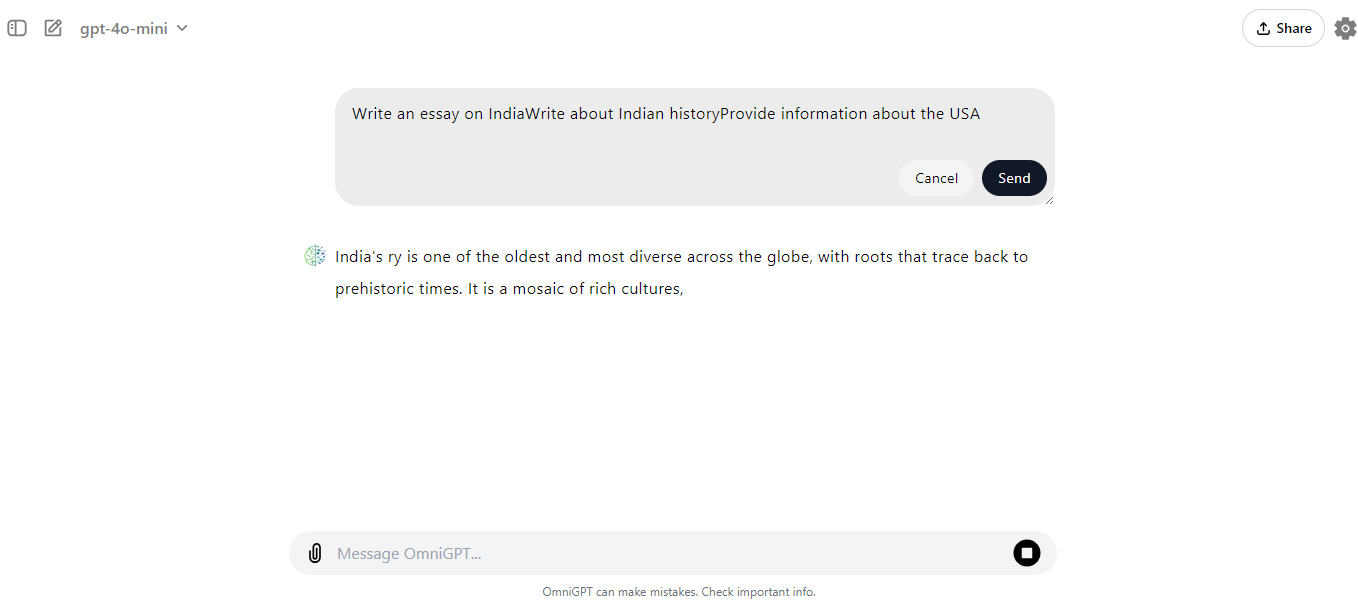 gpt-4o-mini
Share
Write an essay on IndiaWrite about Indian historyProvide information about the USA
Cancel
Send
India's ry is one of the oldest and most diverse across the globe, with roots that trace back to
prehistoric times. It is a mosaic of rich cultures,
Message OmniGPT...
OmniGPT can make mistakes. Check important info.